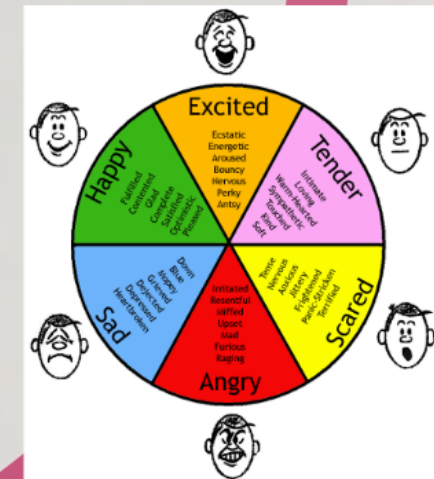 Excited
Ecstatic
Energetic
Aroused
Bouncy
Nervous
Perky
Antsy
Tender
Intimate
Loving
Warm-Hearted
Sympathetic
Touched
Kind
Soft
Scared
Tense
Nervous
Anxious
Jittery
Frightened
Panic-Stricken
Terrified
Angry
Irritated
Resentful
Miffed
Upset
Mad
Furious
Raging
Sad
Down
Blue
Mopey
Grieved
Dejected
Depressed
Heartbroken
Happy
Fulfilled
Contented
Glad
Complete
Satisfied
Optimistic
Pleased